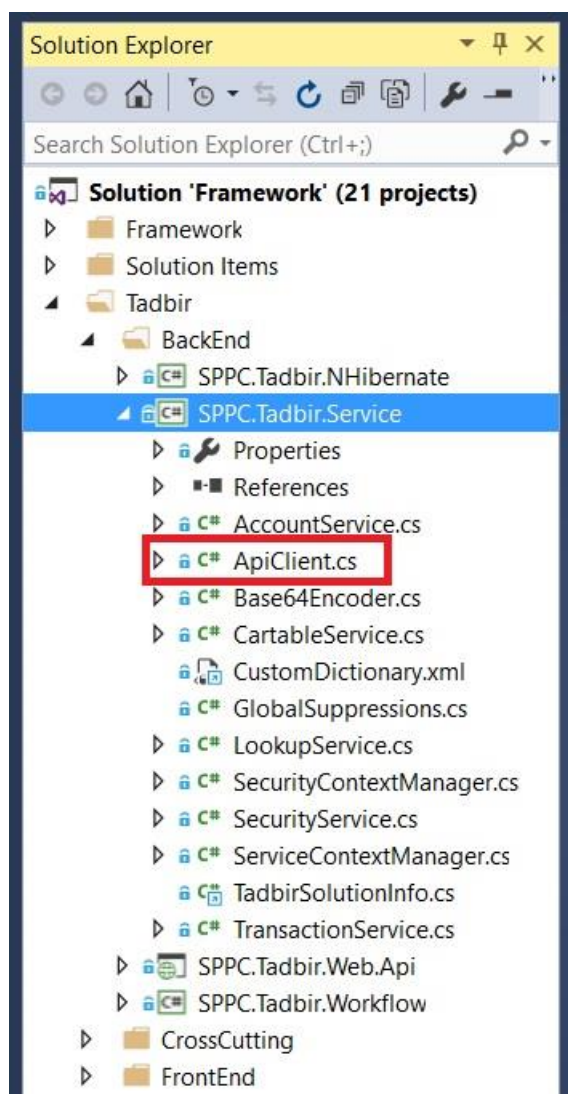 Solution Explorer
Search Solution Explorer (Ctrl+;)
Solution 'Framework' (21 projects)
Framework
Solution Items
Tadbir
BackEnd
C# SPPC.Tadbir.NHibernate
C# SPPC.Tadbir.Service
Properties
References
C# AccountService.cs
C# ApiClient.cs
C# Base64Encoder.cs
C# CartableService.cs
CustomDictionary.xml
C# GlobalSuppressions.cs
C# LookupService.cs
C# SecurityContextManager.cs
C# SecurityService.cs
C# ServiceContextManager.cs
C# TadbirSolutionInfo.cs
C# TransactionService.cs
SPPC.Tadbir.Web.Api
C# SPPC.Tadbir.Workflow
CrossCutting
FrontEnd